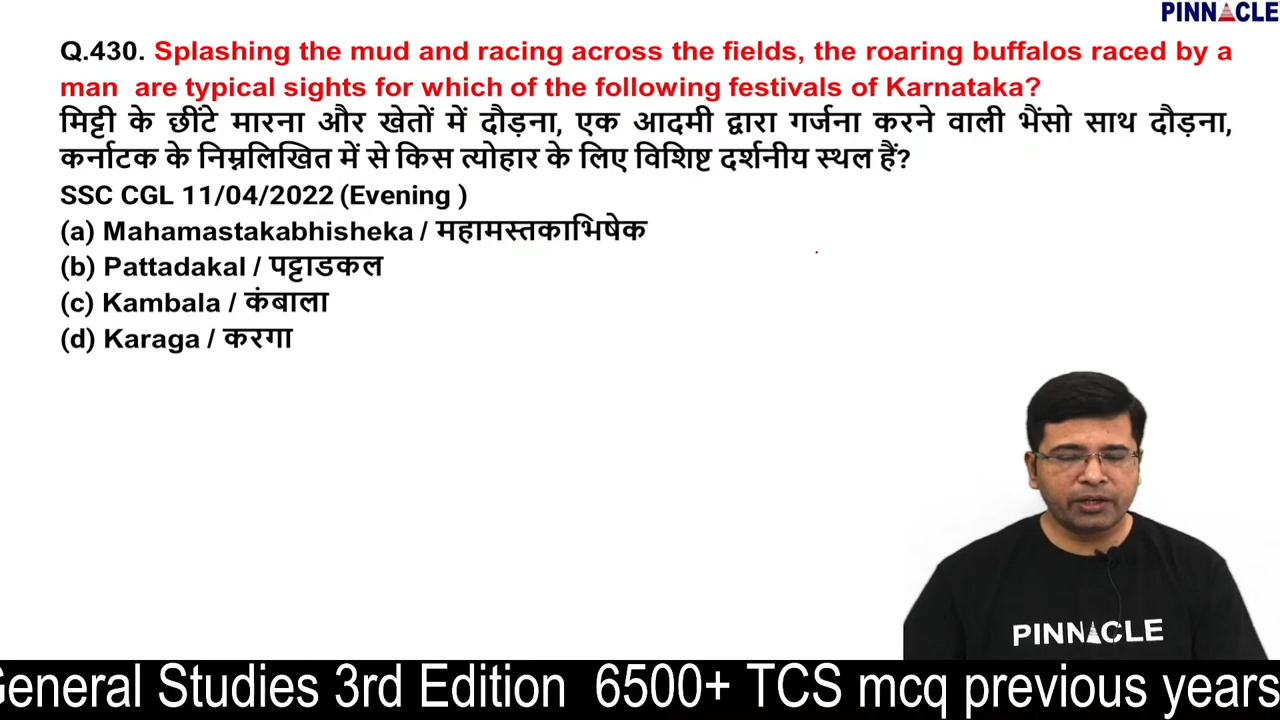 PINNACLE
Q.430. Splashing the mud and racing across the fields, the roaring buffalos raced by a
man are typical sights for which of the following festivals of Karnataka?
मिट्टी के छींटे मारना और खेतों में दौड़ना, एक आदमी द्वारा गर्जना करने वाली भैंसो साथ दौड़ना,
कर्नाटक के निम्नलिखित में से किस त्योहार के लिए विशिष्ट दर्शनीय स्थल हैं?
SSC CGL 11/04/2022 (Evening )
(a) Mahamastakabhisheka / महामस्तकाभिषेक
(b) Pattadakal / पट्टाडकल
(c) Kambala / कंबाला
(d) Karaga / करगा
PINNACLE
General Studies 3rd Edition 6500+ TCS mcq previous years